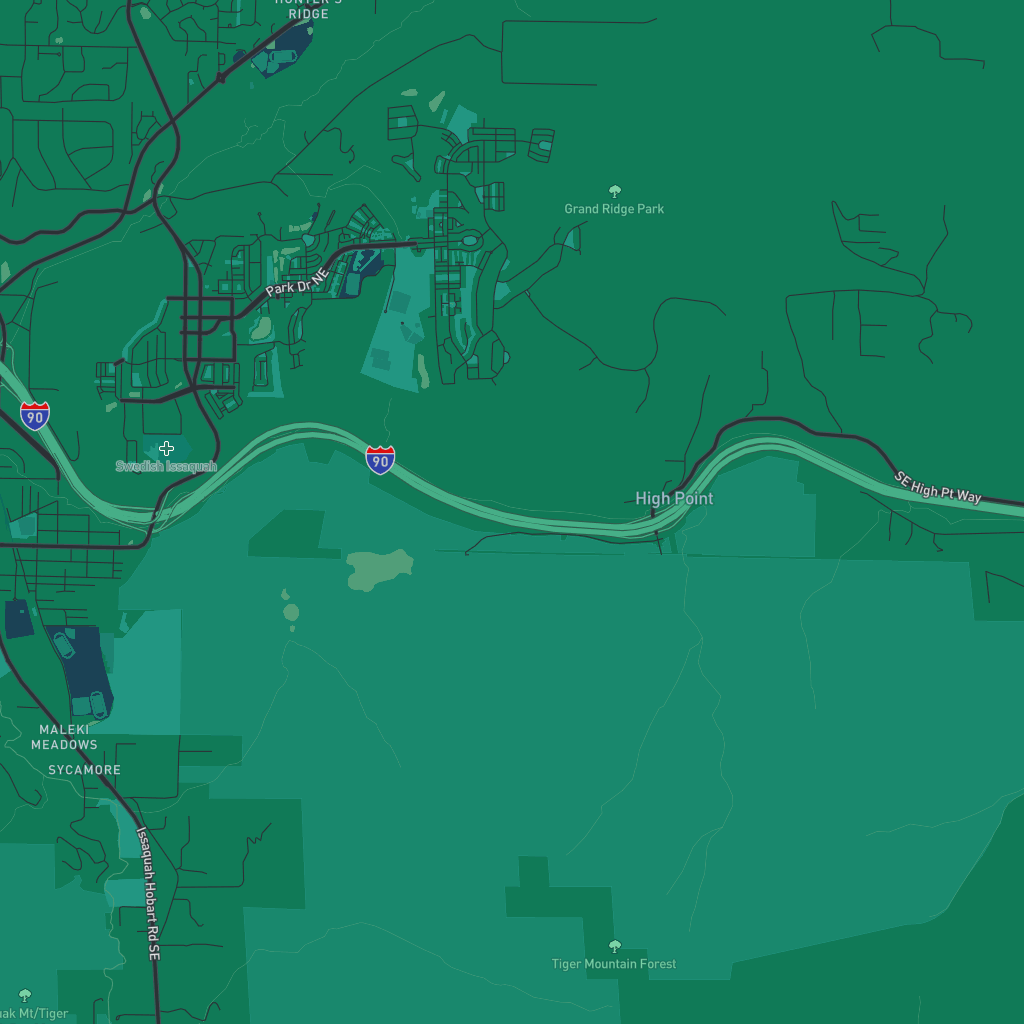 HUNTER'S
RIDGE
Grand Ridge Park
Park Dr NE
90
90
Swedish Issaquah
SE High Pt Way
High Point
MALEKI
MEADOWS
SYCAMORE
Issaquah Hobart Rd SE
Tiger Mountain Forest
Mt/Tiger